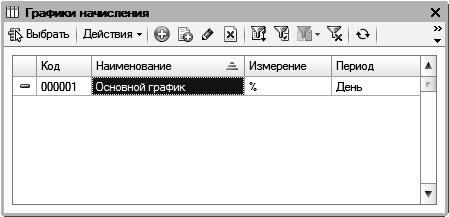 Графики начисления
Выбрать Действия
Код Наименование Измерение Период
000001 Основной график % День